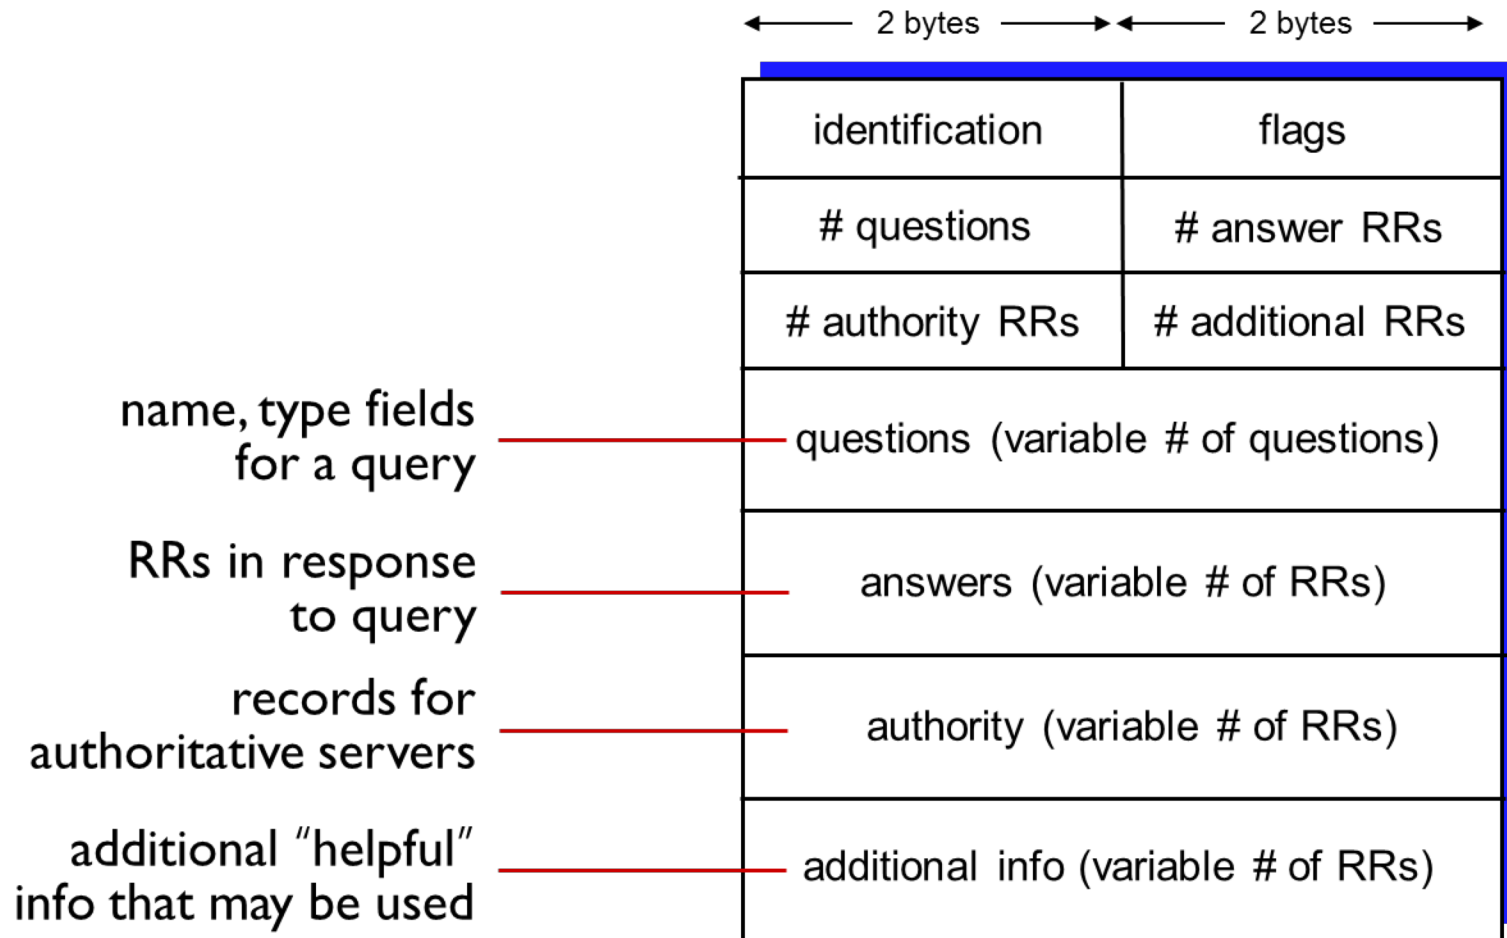 2 bytes 2 bytes
identification flags
# questions # answer RRs
# authority RRs # additional RRs
name, type fields
for a query
questions (variable # of questions)
RRs in response
to query
answers (variable # of RRs)
records for
authoritative servers
authority (variable # of RRs)
additional "helpful"
info that may be used
additional info (variable # of RRs)